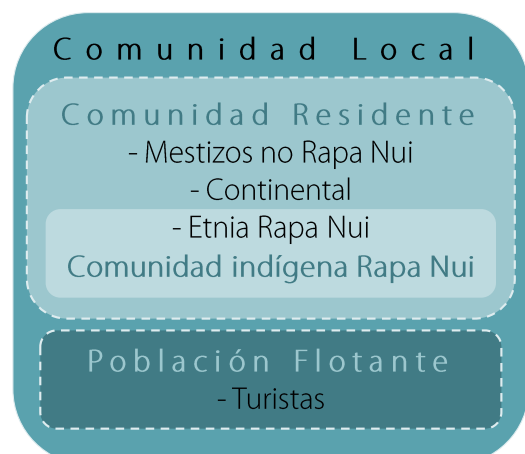 Comunidad Local
Comunidad Residente
- Mestizos no Rapa Nui
- Continental
- Etnia Rapa Nui
Comunidad indígena Rapa Nui
Población Flotante
- Turistas